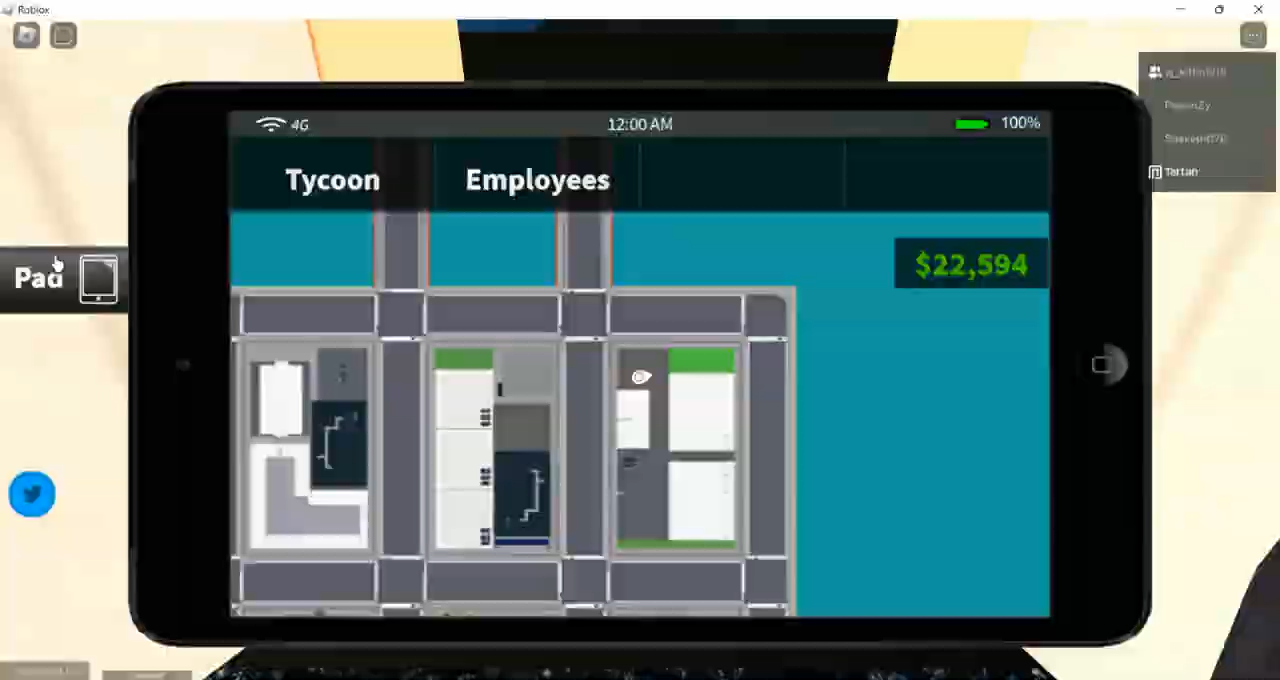 Roblox
4G
12:00 AM
100%
Tycoon
Employees
$22,594
Pad
Tartan